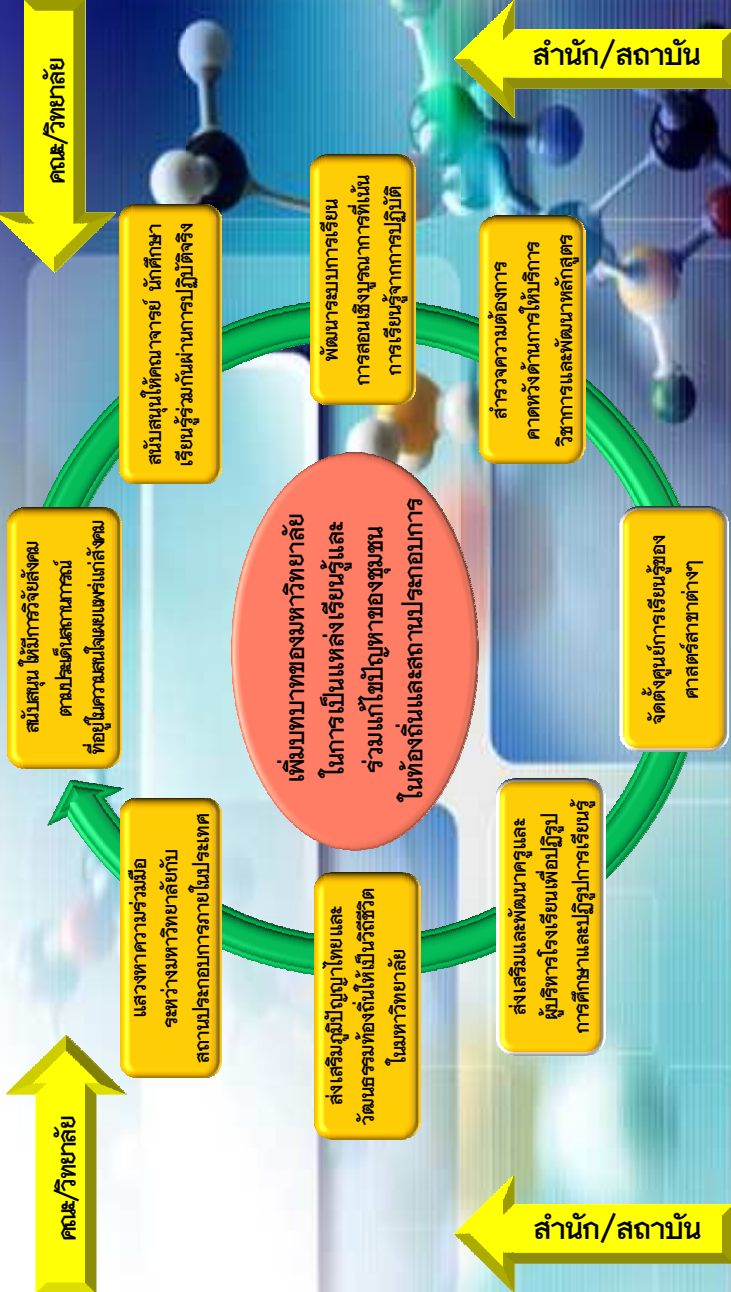 คณะ/วิทยาลัย
คณะ/วิทยาลัย
สนับสนุน ให้มีการวิจัยสังคม
ตามประเด็นสถานการณ์
ที่อยู่ในความสนใจเผยแพร่แก่สังคม
สนับสนุนให้คณาจารย์ นักศึกษา
เรียนรู้ร่วมกันผ่านการปฏิบัติจริง
พัฒนาระบบการเรียน
การสอนเชิงบูรณาการที่เน้น
การเรียนรู้จากการปฏิบัติ
สำรวจความต้องการ
คาดหวังด้านการให้บริการ
วิชาการและพัฒนาหลักสูตร
จัดตั้งศูนย์การเรียนรู้ของ
ศาสตร์สาขาต่างๆ
ส่งเสริมและพัฒนาครูและ
ผู้บริหารโรงเรียนเพื่อปฏิรูป
การศึกษาและปฏิรูปการเรียนรู้
ส่งเสริมภูมิปัญญาไทยและ
วัฒนธรรมท้องถิ่นให้เป็นวิถีชีวิต
ในมหาวิทยาลัย
แสวงหาความร่วมมือ
ระหว่างมหาวิทยาลัยกับ
สถานประกอบการภายในประเทศ
เพิ่มบทบาทของมหาวิทยาลัย
ในการเป็นแหล่งเรียนรู้และ
ร่วมแก้ไขปัญหาของชุมชน
ในท้องถิ่นและสถานประกอบการ
สำนัก/สถาบัน
สำนัก/สถาบัน